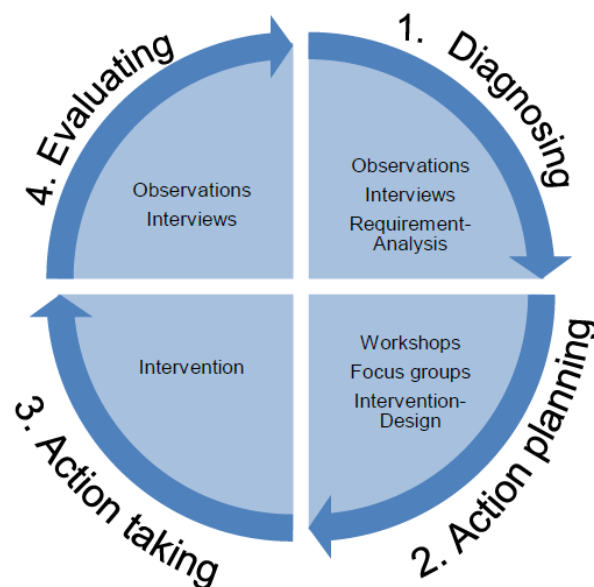 1. Diagnosing
Observations
Interviews
Requirement-
Analysis
2. Action planning
Workshops
Focus groups
Intervention-
Design
3. Action taking
Intervention
4. Evaluating
Observations
Interviews